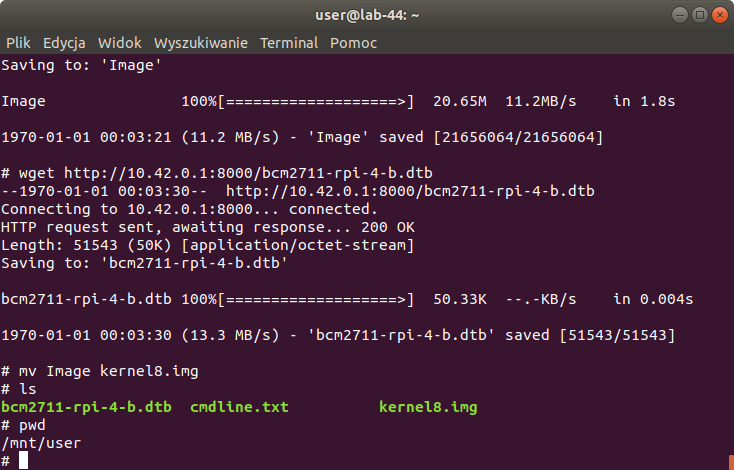 user@lab-44: ~
Plik Edycja Widok Wyszukiwanie Terminal Pomoc
Saving to: 'Image'
Image 100%[===================>] 20.65M 11.2MB/s in 1.8s
1970-01-01 00:03:21 (11.2 MB/s) - 'Image' saved [21656064/21656064]
# wget http://10.42.0.1:8000/bcm2711-rpi-4-b.dtb
--1970-01-01 00:03:30-- http://10.42.0.1:8000/bcm2711-rpi-4-b.dtb
Connecting to 10.42.0.1:8000... connected.
HTTP request sent, awaiting response... 200 OK
Length: 51543 (50K) [application/octet-stream]
Saving to: 'bcm2711-rpi-4-b.dtb'
bcm2711-rpi-4-b.dtb 100%[===================>] 50.33K --.-KB/s in 0.004s
1970-01-01 00:03:30 (13.3 MB/s) - 'bcm2711-rpi-4-b.dtb' saved [51543/51543]
# mv Image kernel8.img
# ls
bcm2711-rpi-4-b.dtb cmdline.txt kernel8.img
# pwd
/mnt/user
#